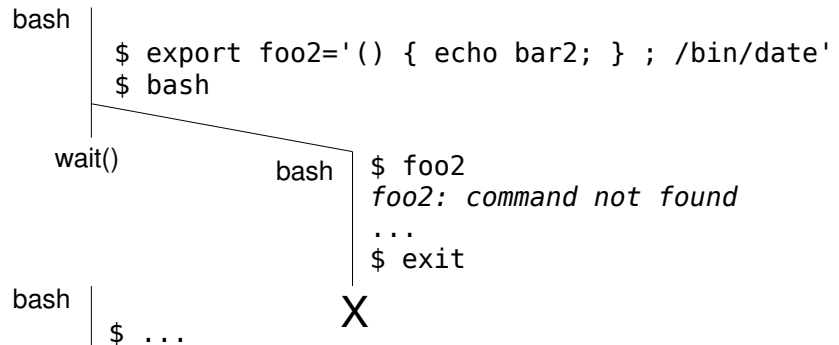 bash
$ export foo2='() { echo bar2; } ; /bin/date'
$ bash
wait()
bash
$ foo2
foo2: command not found
...
$ exit
bash
X
$ ...